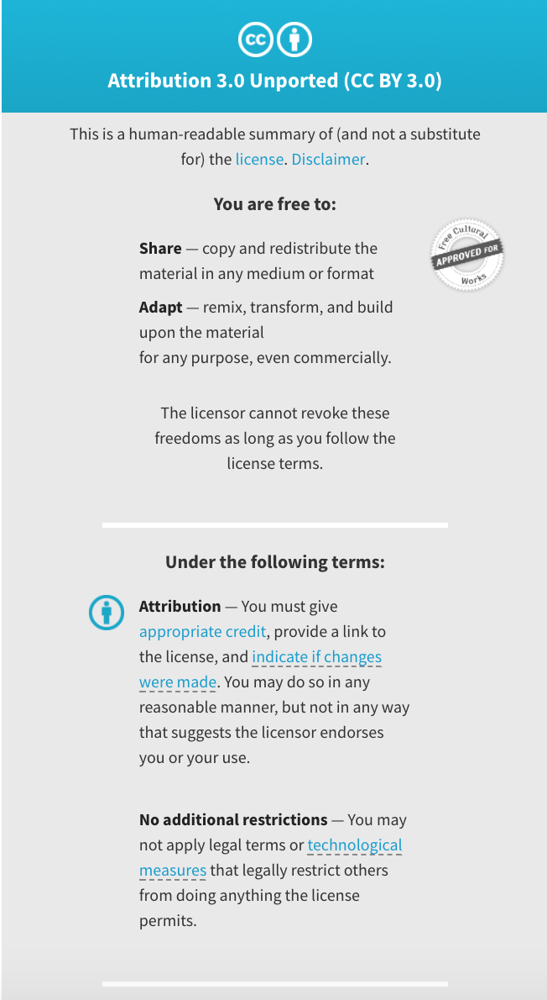 cc
Attribution 3.0 Unported (CC BY 3.0)
This is a human-readable summary of (and not a substitute
for) the license. Disclaimer.
You are free to:
Share — copy and redistribute the
material in any medium or format
Free Cultural
APPROVED FOR
Works
Adapt — remix, transform, and build
upon the material
for any purpose, even commercially.
The licensor cannot revoke these
freedoms as long as you follow the
license terms.
Under the following terms:
Attribution — You must give
appropriate credit, provide a link to
the license, and indicate if changes
were made. You may do so in any
reasonable manner, but not in any way
that suggests the licensor endorses
you or your use.
No additional restrictions — You may
not apply legal terms or technological
measures that legally restrict others
from doing anything the license
permits.